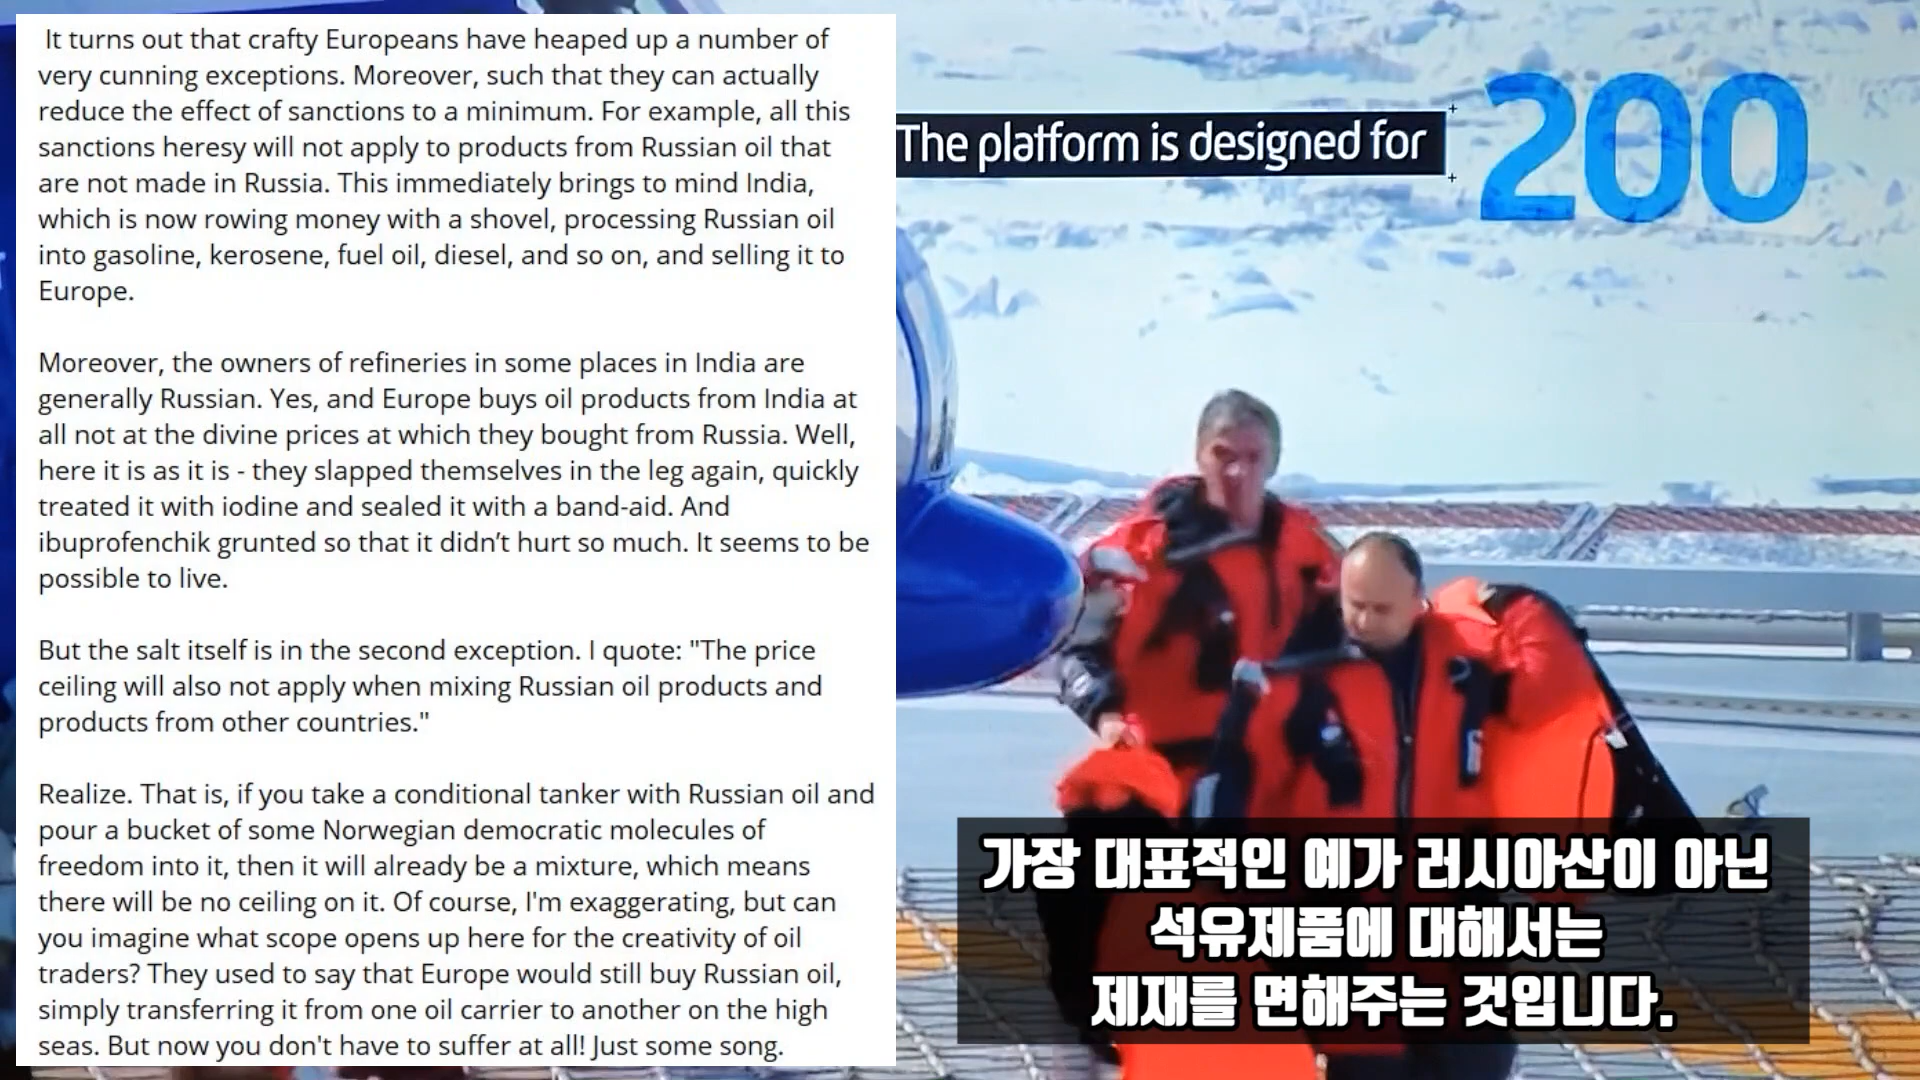 It turns out that crafty Europeans have heaped up a number of
very cunning exceptions. Moreover, such that they can actually
reduce the effect of sanctions to a minimum. For example, all this
sanctions heresy will not apply to products from Russian oil that
are not made in Russia. This immediately brings to mind India,
which is now rowing money with a shovel, processing Russian oil
into gasoline, kerosene, fuel oil, diesel, and so on, and selling it to
Europe.
Moreover, the owners of refineries in some places in India are
generally Russian. Yes, and Europe buys oil products from India at
all not at the divine prices at which they bought from Russia. Well,
here it is as it is - they slapped themselves in the leg again, quickly
treated it with iodine and sealed it with a band-aid. And
ibuprofenchik grunted so that it didn’t hurt so much. It seems to be
possible to live.
But the salt itself is in the second exception. I quote: "The price
ceiling will also not apply when mixing Russian oil products and
products from other countries."
Realize. That is, if you take a conditional tanker with Russian oil and
pour a bucket of some Norwegian democratic molecules of
freedom into it, then it will already be a mixture, which means
there will be no ceiling on it. Of course, I'm exaggerating, but can
you imagine what scope opens up here for the creativity of oil
traders? They used to say that Europe would still buy Russian oil,
simply transferring it from one oil carrier to another on the high
seas. But now you don't have to suffer at all! Just some song.
The platform is designed for
200
가장 대표적인 예가 러시아산이 아닌
석유제품에 대해서는
제재를 면해주는 것입니다.